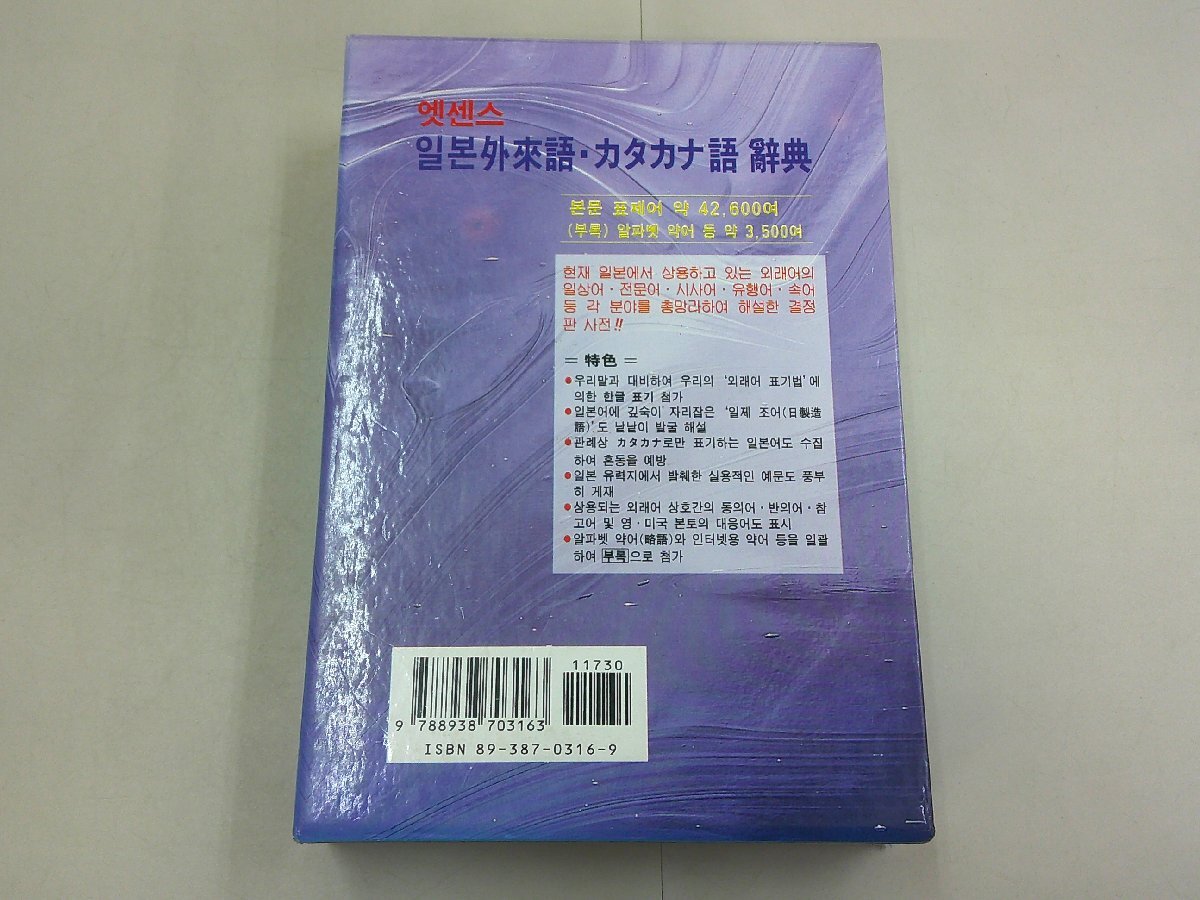 엣센스
일본外來語·カタカナ語 辭典
본문 표제어 약 42,600여
(부록) 알파벳 약어 등 약 3,500여
현재 일본에서 상용하고 있는 외래어의
일상어·전문어·시사어·유행어·속어
등 각 분야를 총망라하여 해설한 결정
판 사전!!
= 特色 =
●우리말과 대비하여 우리의 '외래어 표기법'에
의한 한글 표기 첨가
●일본어에 깊숙이 자리잡은 '일제 조어(日製造
語)'도 낱낱이 발굴 해설
●관례상 カタカナ로만 표기하는 일본어도 수집
하여 혼동을 예방
●일본 유력지에서 발췌한 실용적인 예문도 풍부
히 게재
●상용되는 외래어 상호간의 동의어·반의어·참
고어 및 영·미국 본토의 대응어도 표시
●알파벳 약어(略語)와 인터넷용 약어 등을 일괄
하여 부록으로 첨가
11730
9 788938 703163
ISBN 89-387-0316-9